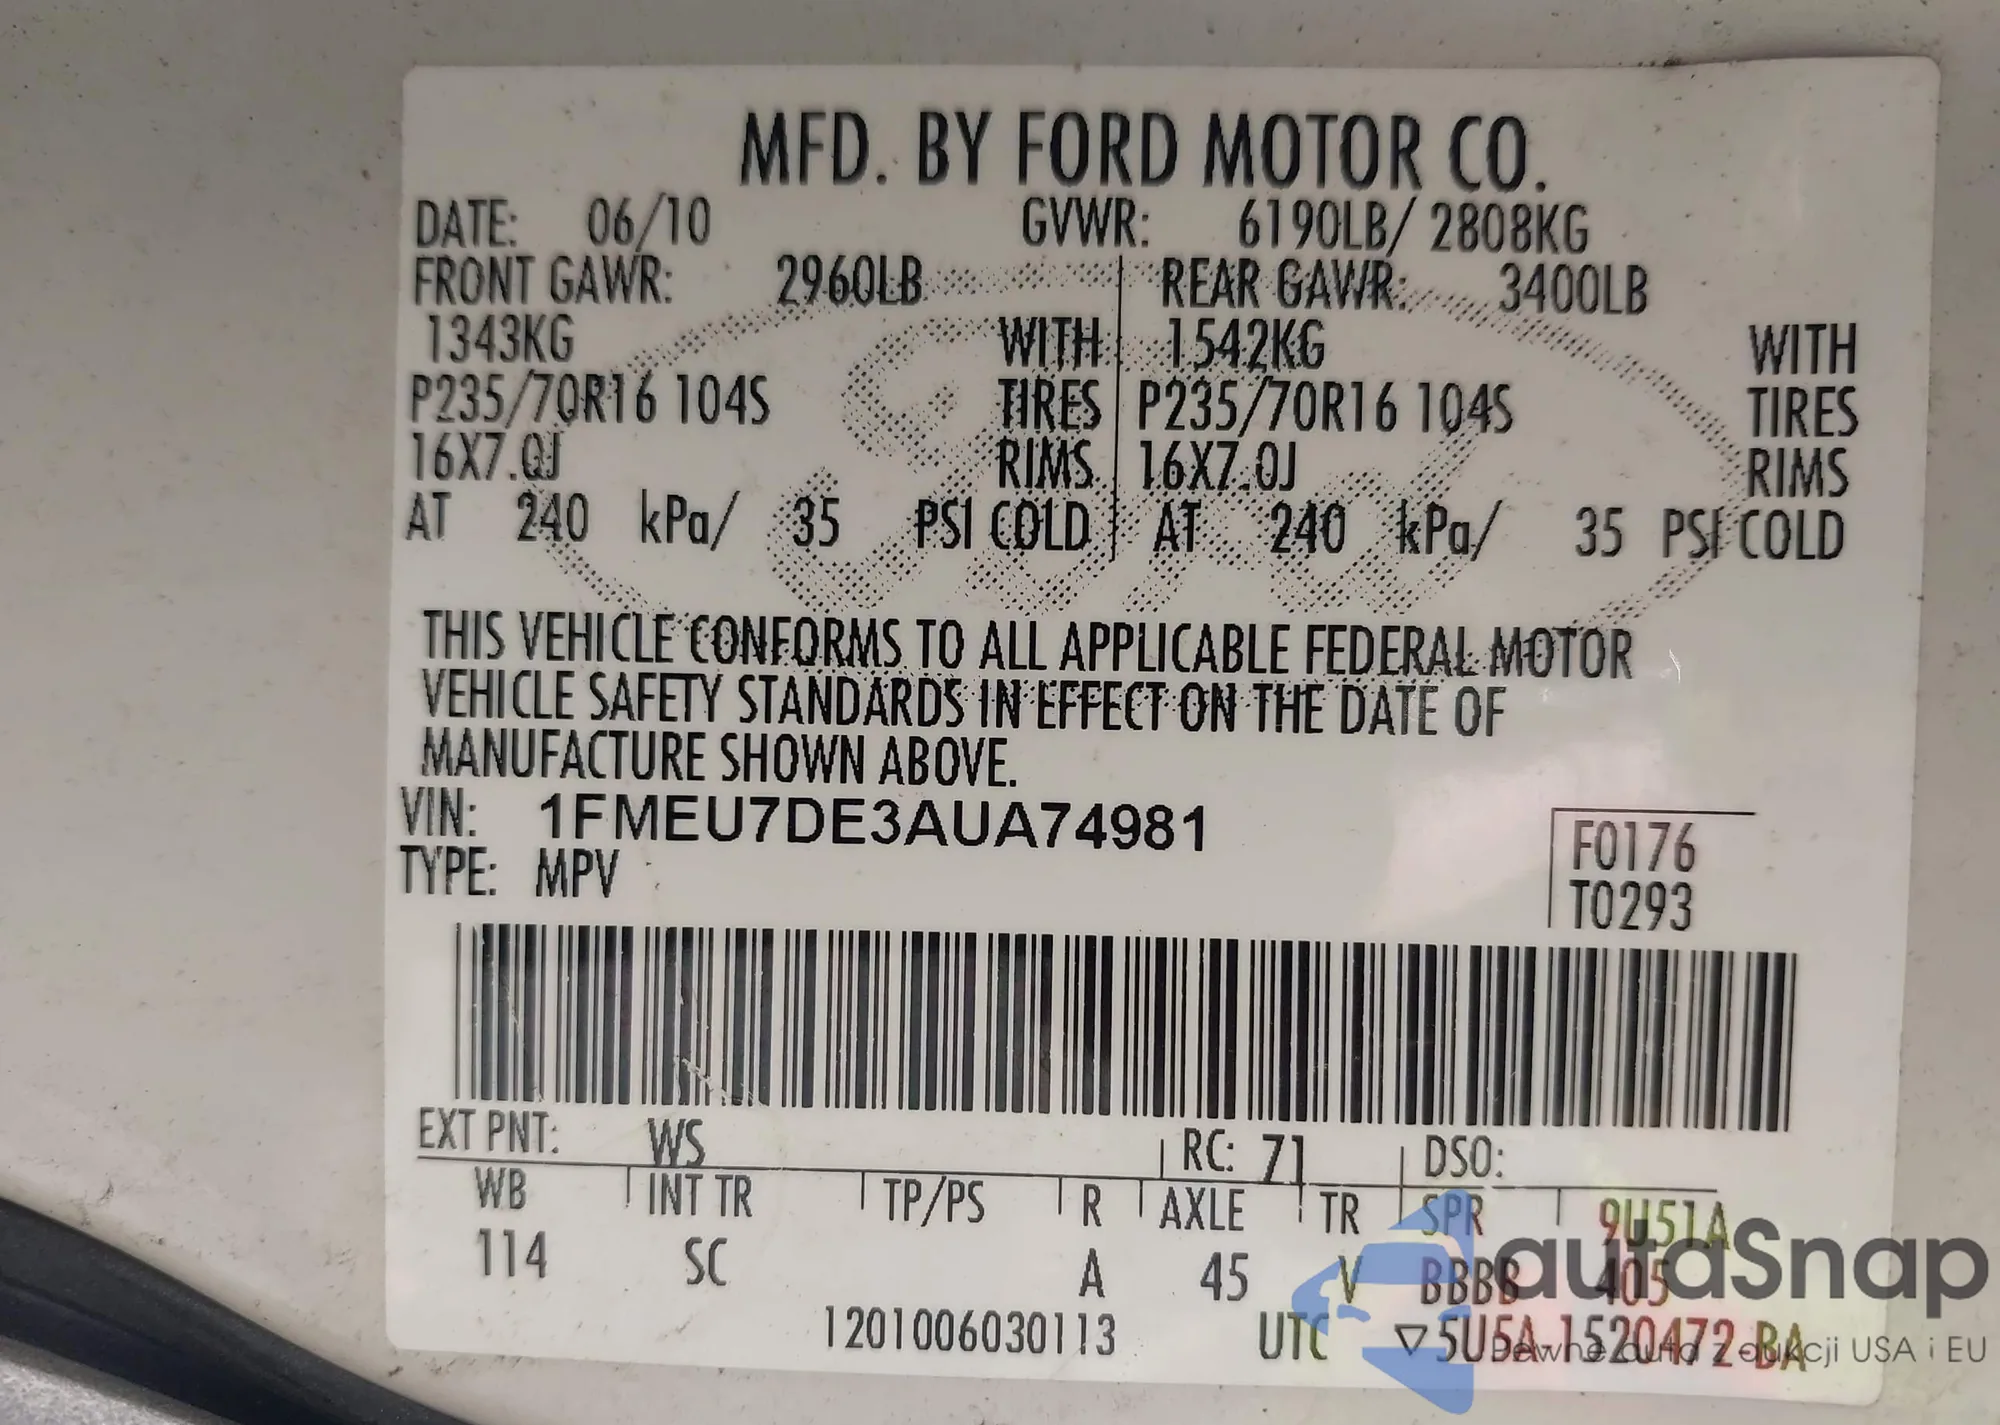 MFD. BY FORD MOTOR CO.
DATE: 06/10 GVWR: 6190LB/ 2808KG
FRONT GAWR: 2960LB REAR GAWR: 3400LB
1343KG WITH 1542KG WITH
P235/70R16 104S TIRES P235/70R16 104S TIRES
16X7.0J RIMS 16X7.0J RIMS
AT 240 kPa/ 35 PSI COLD AT 240 kPa/ 35 PSI COLD
THIS VEHICLE CONFORMS TO ALL APPLICABLE FEDERAL MOTOR
VEHICLE SAFETY STANDARDS IN EFFECT ON THE DATE OF
MANUFACTURE SHOWN ABOVE.
VIN: 1FMEU7DE3AUA74981
TYPE: MPV
F0176
T0293
EXT PNT: WS RC: 71 DSO:
WB INT TR TP/PS R AXLE TR SPR 9U51A
114 SC A 45 V BBBB 405
1201006030113 UTC ▽5U5A-1520472-BA
autoSnap
Pewne auta z aukcji USA i EU